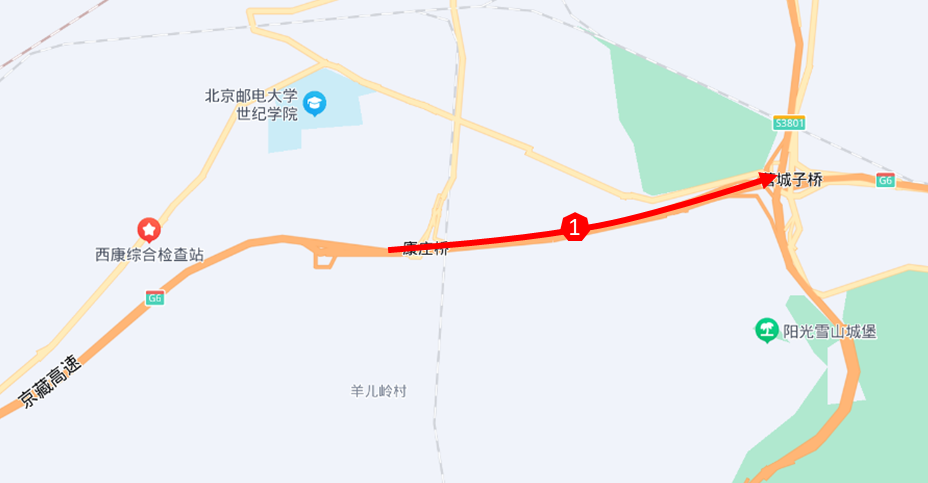 北京邮电大学
世纪学院
S3801
城子桥
G6
1
西康综合检查站
康庄桥
G6
阳光雪山城堡
京藏高速
羊儿岭村